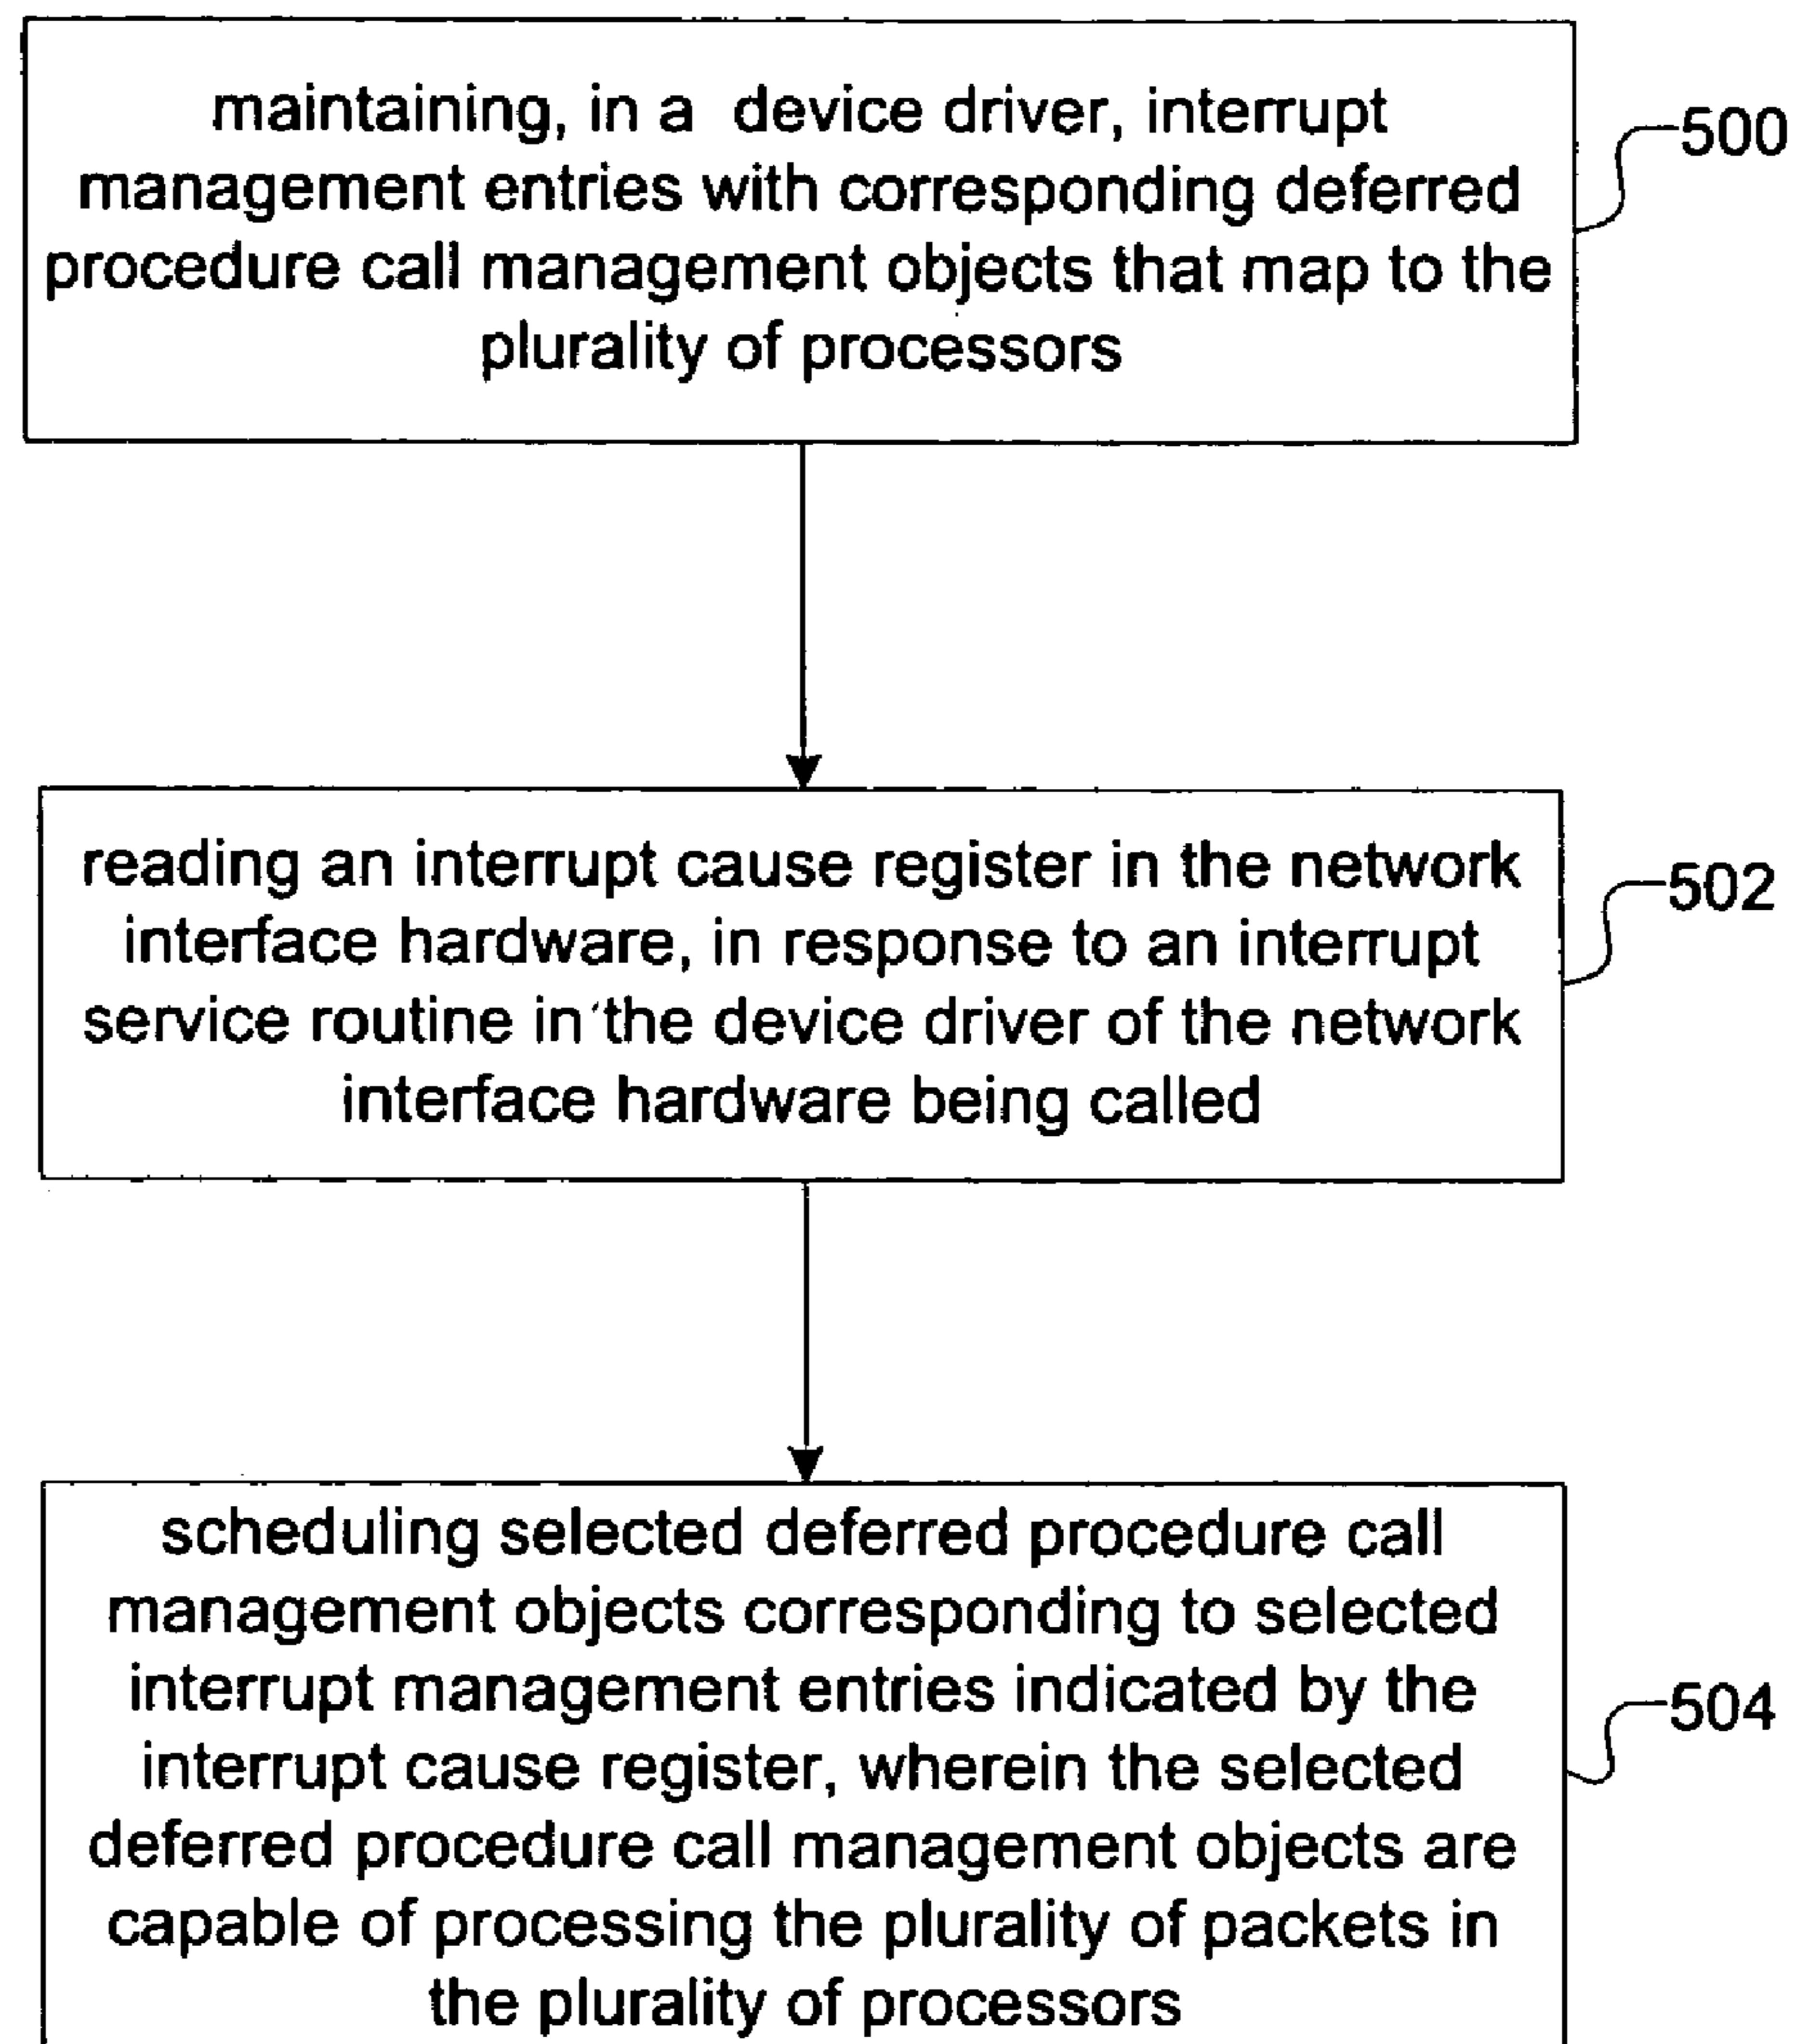 maintaining, in a device driver, interrupt
management entries with corresponding deferred
procedure call management objects that map to the
plurality of processors
500
reading an interrupt cause register in the network
interface hardware, in response to an interrupt
service routine in the device driver of the network
interface hardware being called
502
scheduling selected deferred procedure call
management objects corresponding to selected
interrupt management entries indicated by the
interrupt cause register, wherein the selected
deferred procedure call management objects are
capable of processing the plurality of packets in
the plurality of processors
504